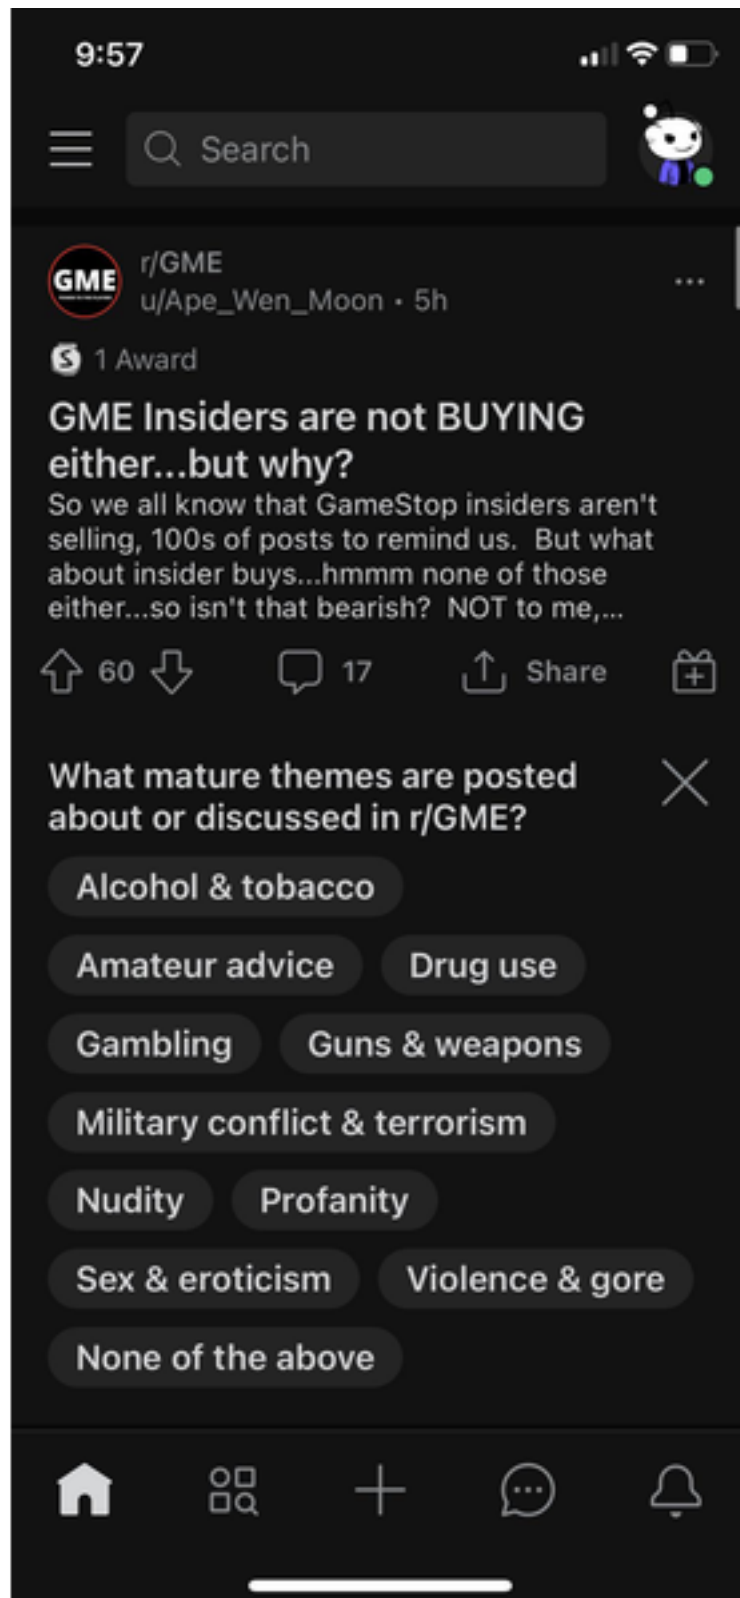 9:57
Search
GME
r/GME
u/Ape_Wen_Moon • 5h
S 1 Award
GME Insiders are not BUYING
either...but why?
So we all know that GameStop insiders aren't
selling, 100s of posts to remind us.  But what
about insider buys...hmmm none of those
either...so isn't that bearish?  NOT to me,...
60 17 Share
What mature themes are posted
about or discussed in r/GME?
Alcohol & tobacco
Amateur advice Drug use
Gambling Guns & weapons
Military conflict & terrorism
Nudity Profanity
Sex & eroticism Violence & gore
None of the above